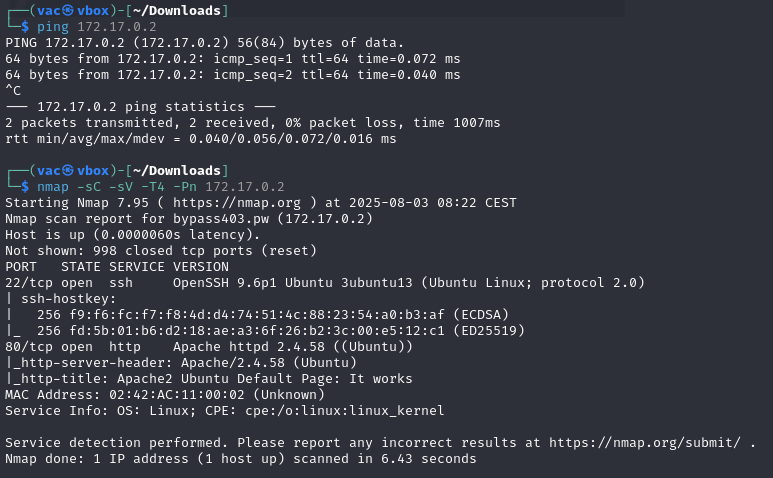 ┌──(vac㉿vbox)-[~/Downloads]
└─$ ping 172.17.0.2
PING 172.17.0.2 (172.17.0.2) 56(84) bytes of data.
64 bytes from 172.17.0.2: icmp_seq=1 ttl=64 time=0.072 ms
64 bytes from 172.17.0.2: icmp_seq=2 ttl=64 time=0.040 ms
^C
--- 172.17.0.2 ping statistics ---
2 packets transmitted, 2 received, 0% packet loss, time 1007ms
rtt min/avg/max/mdev = 0.040/0.056/0.072/0.016 ms
┌──(vac㉿vbox)-[~/Downloads]
└─$ nmap -sC -sV -T4 -Pn 172.17.0.2
Starting Nmap 7.95 ( https://nmap.org ) at 2025-08-03 08:22 CEST
Nmap scan report for bypass403.pw (172.17.0.2)
Host is up (0.0000060s latency).
Not shown: 998 closed tcp ports (reset)
PORT   STATE SERVICE VERSION
22/tcp open  ssh     OpenSSH 9.6p1 Ubuntu 3ubuntu13 (Ubuntu Linux; protocol 2.0)
| ssh-hostkey:
|   256 f9:f6:fc:f7:f8:4d:d4:74:51:4c:88:23:54:a0:b3:af (ECDSA)
|_  256 fd:5b:01:b6:d2:18:ae:a3:6f:26:b2:3c:00:e5:12:c1 (ED25519)
80/tcp open  http    Apache httpd 2.4.58 ((Ubuntu))
|_http-server-header: Apache/2.4.58 (Ubuntu)
|_http-title: Apache2 Ubuntu Default Page: It works
MAC Address: 02:42:AC:11:00:02 (Unknown)
Service Info: OS: Linux; CPE: cpe:/o:linux:linux_kernel
Service detection performed. Please report any incorrect results at https://nmap.org/submit/ .
Nmap done: 1 IP address (1 host up) scanned in 6.43 seconds